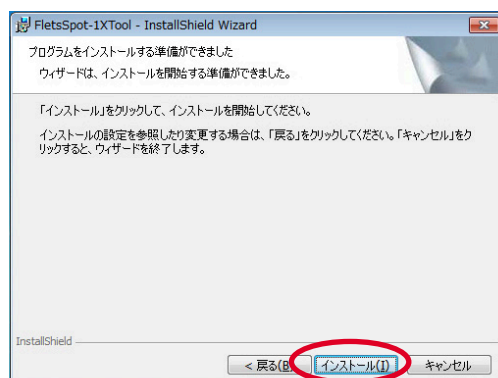 FletsSpot-1XTool - InstallShield Wizard
プログラムをインストールする準備ができました
ウィザードは、インストールを開始する準備ができました。
「インストール」をクリックして、インストールを開始してください。
インストールの設定を参照したり変更する場合は、「戻る」をクリックしてください。「キャンセル」をク
リックすると、ウィザードを終了します。
InstallShield
< 戻る(B) インストール(I) キャンセル